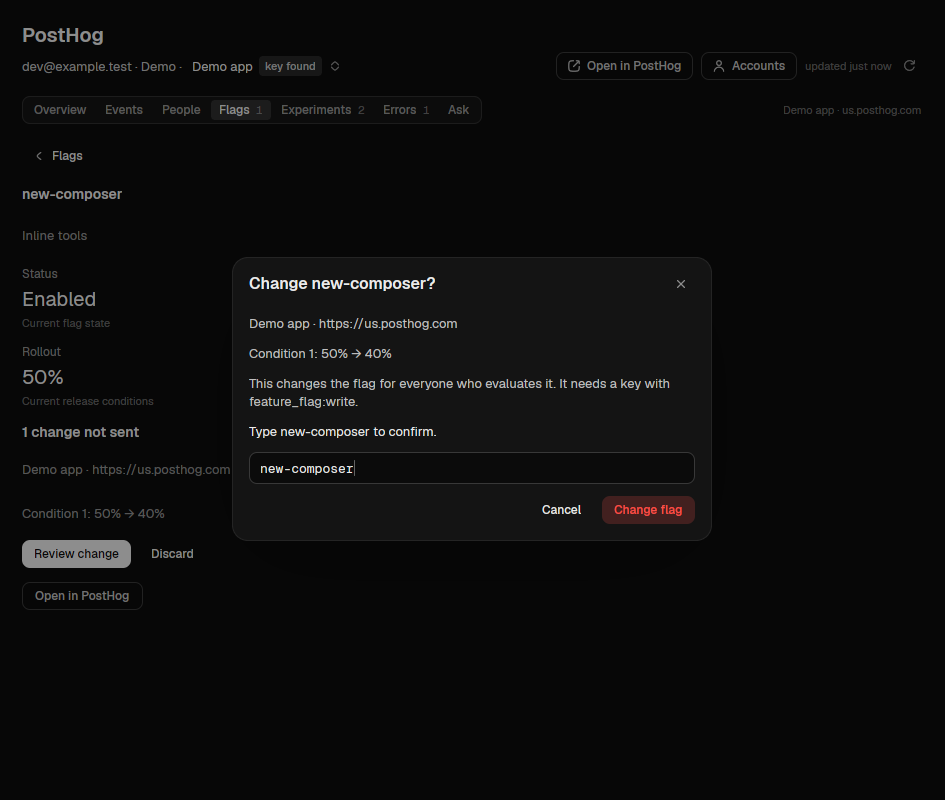 PostHog
dev@example.test · Demo · Demo app key found
Open in PostHog
Accounts
updated just now
Overview
Events
People
Flags 1
Experiments 2
Errors 1
Ask
Demo app · us.posthog.com
Flags
new-composer
Inline tools
Status
Enabled
Current flag state
Rollout
50%
Current release conditions
1 change not sent
Demo app · https://us.posthog.com
Condition 1: 50% → 40%
Review change
Discard
Open in PostHog
Change new-composer?
Demo app · https://us.posthog.com
Condition 1: 50% → 40%
This changes the flag for everyone who evaluates it. It needs a key with
feature_flag:write.
Type new-composer to confirm.
new-composer
Cancel
Change flag